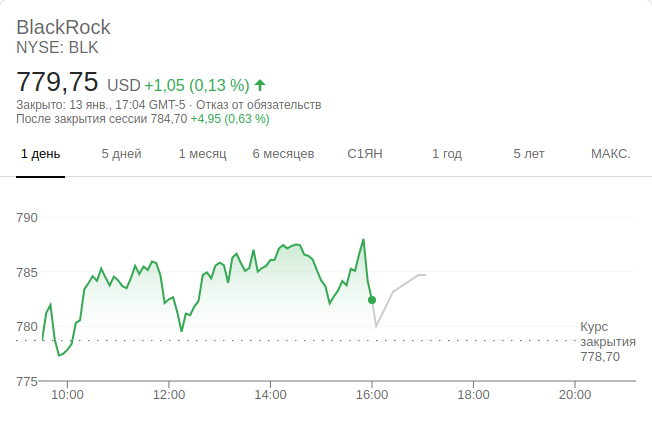 BlackRock
NYSE: BLK
779,75 USD +1,05 (0,13 %)
Закрыто: 13 янв., 17:04 GMT-5 · Отказ от обязательств
После закрытия сессии 784,70 +4,95 (0,63 %)
1 день 5 дней 1 месяц 6 месяцев С1ЯН 1 год 5 лет МАКС.
790
785
780
Курс
закрытия
778,70
775
10:00 12:00 14:00 16:00 18:00 20:00